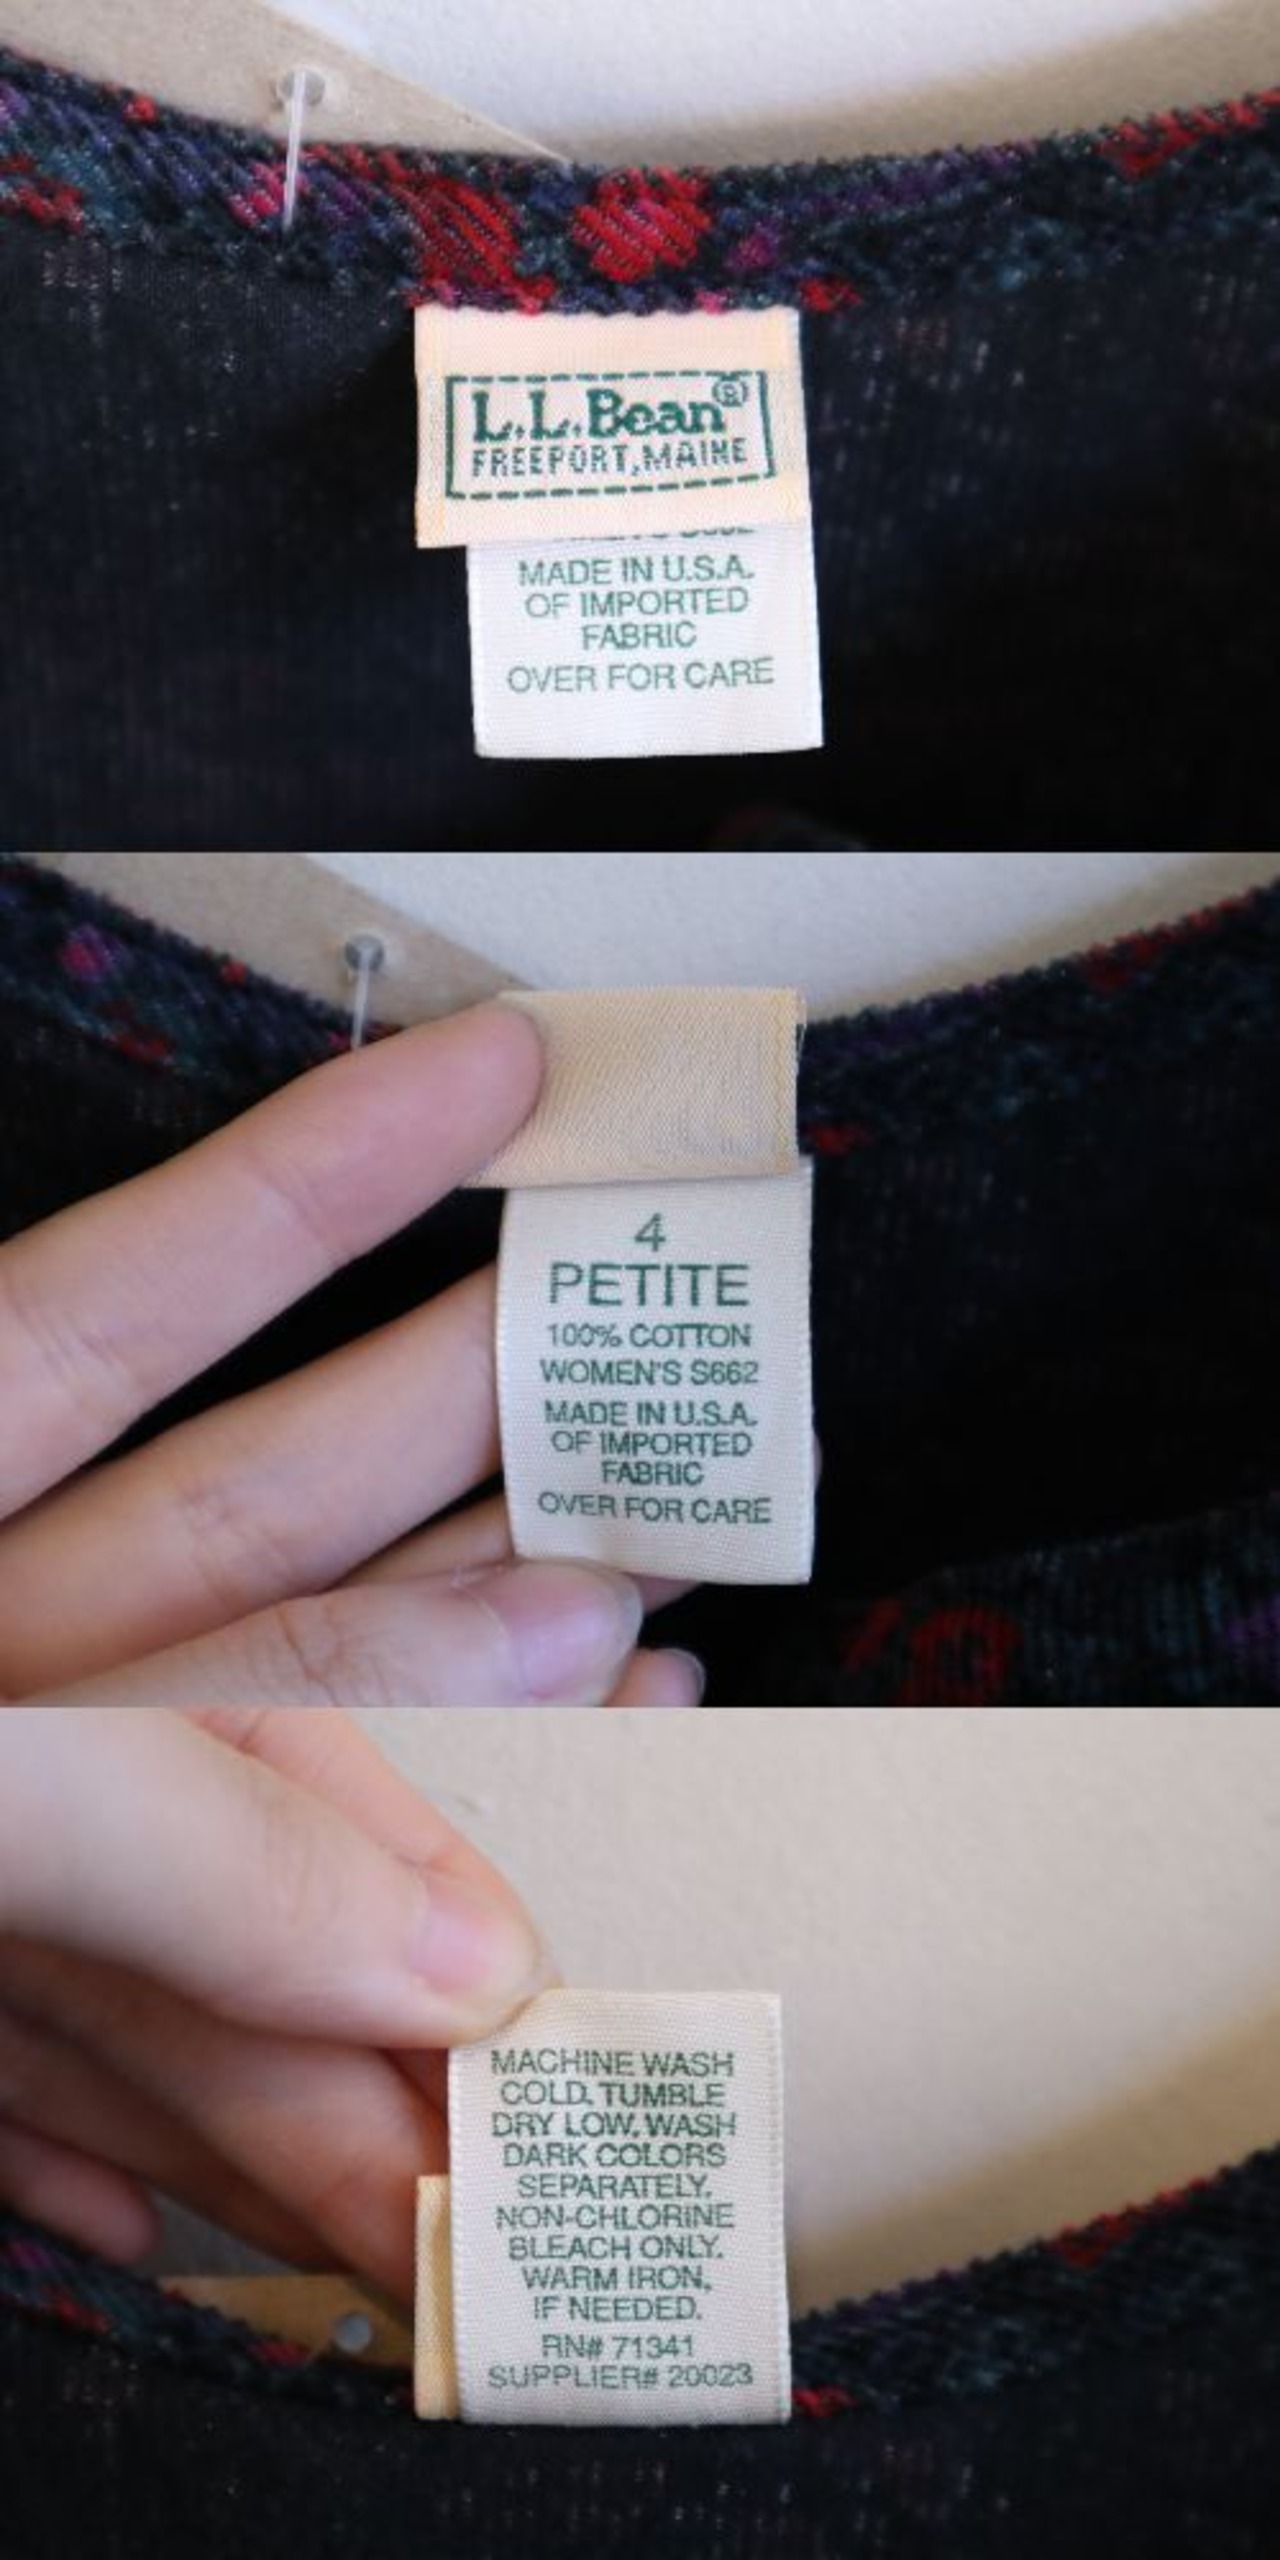 L.L.Bean®
FREEPORT, MAINE
MADE IN U.S.A.
OF IMPORTED
FABRIC
OVER FOR CARE
4
PETITE
100% COTTON
WOMEN'S S662
MADE IN U.S.A.
OF IMPORTED
FABRIC
OVER FOR CARE
MACHINE WASH
COLD. TUMBLE
DRY LOW. WASH
DARK COLORS
SEPARATELY.
NON-CHLORINE
BLEACH ONLY.
WARM IRON,
IF NEEDED.
RN# 71341
SUPPLIER# 20023